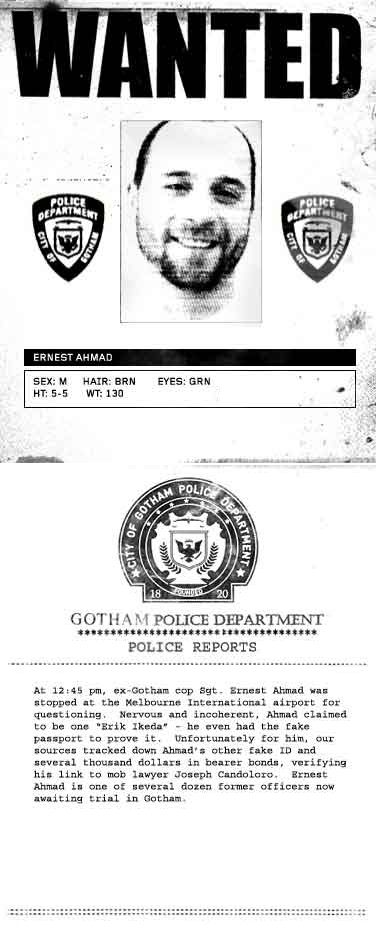 WANTED
POLICE DEPARTMENT CITY OF GOTHAM
POLICE DEPARTMENT CITY OF GOTHAM
ERNEST AHMAD
SEX: M HAIR: BRN EYES: GRN
HT: 5-5 WT: 130
CITY OF GOTHAM POLICE DEPARTMENT
FOUNDED
18 20
GOTHAM POLICE DEPARTMENT
************************************
POLICE REPORTS
At 12:45 pm, ex-Gotham cop Sgt. Ernest Ahmad was
stopped at the Melbourne International airport for
questioning. Nervous and incoherent, Ahmad claimed
to be one "Erik Ikeda" - he even had the fake
passport to prove it. Unfortunately for him, our
sources tracked down Ahmad's other fake ID and
several thousand dollars in bearer bonds, verifying
his link to mob lawyer Joseph Candoloro. Ernest
Ahmad is one of several dozen former officers now
awaiting trial in Gotham.